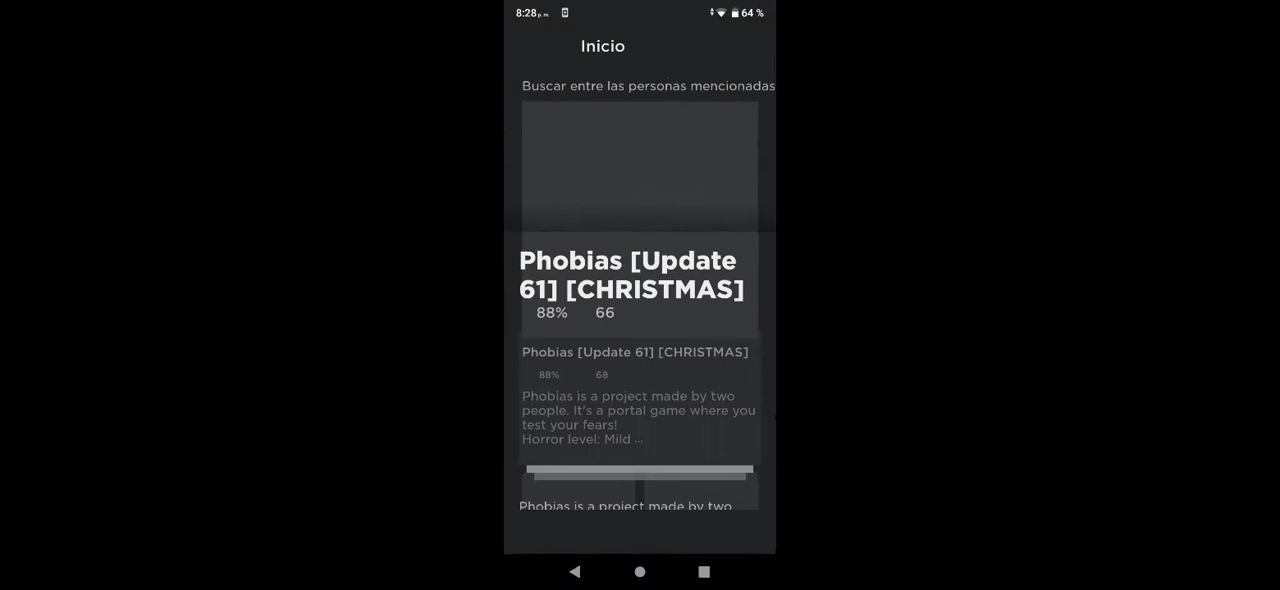 8:28 p. m.
64 %
Inicio
Buscar entre las personas mencionadas
Phobias [Update
61] [CHRISTMAS]
88% 66
Phobias [Update 61] [CHRISTMAS]
88% 68
Phobias is a project made by two
people. It's a portal game where you
test your fears!
Horror level: Mild ...
Phobias is a project made by two